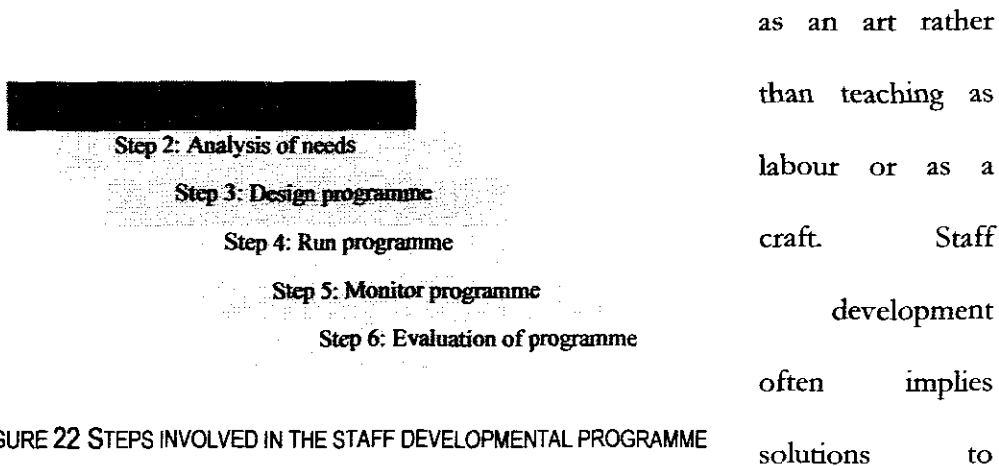 Step 2: Analysis of needs
Step 3: Design programme
Step 4: Run programme
Step 5: Monitor programme
Step 6: Evaluation of programme
GURE 22 STEPS INVOLVED IN THE STAFF DEVELOPMENTAL PROGRAMME
as an art rather
than teaching as
labour or as a
craft. Staff
development
often implies
solutions to